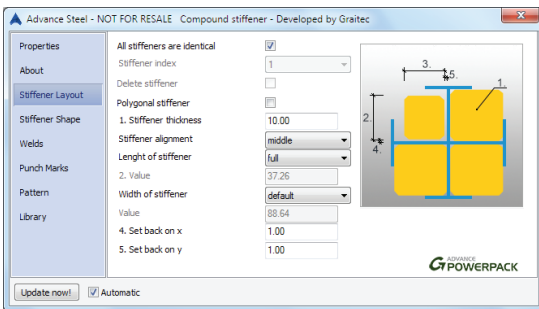 Advance Steel - NOT FOR RESALE Compound stiffener - Developed by Graitec
Properties
About
Stiffener Layout
Stiffener Shape
Welds
Punch Marks
Pattern
Library
All stiffeners are identical
Stiffener index 1
Delete stiffener
Polygonal stiffener
1. Stiffener thickness 10.00
Stiffener alignment middle
Lenght of stiffener full
2. Value 37.26
Width of stiffener default
Value 88.64
4. Set back on x 1.00
5. Set back on y 1.00
3.
5.
1.
2.
4.
ADVANCE
POWERPACK
Update now! Automatic